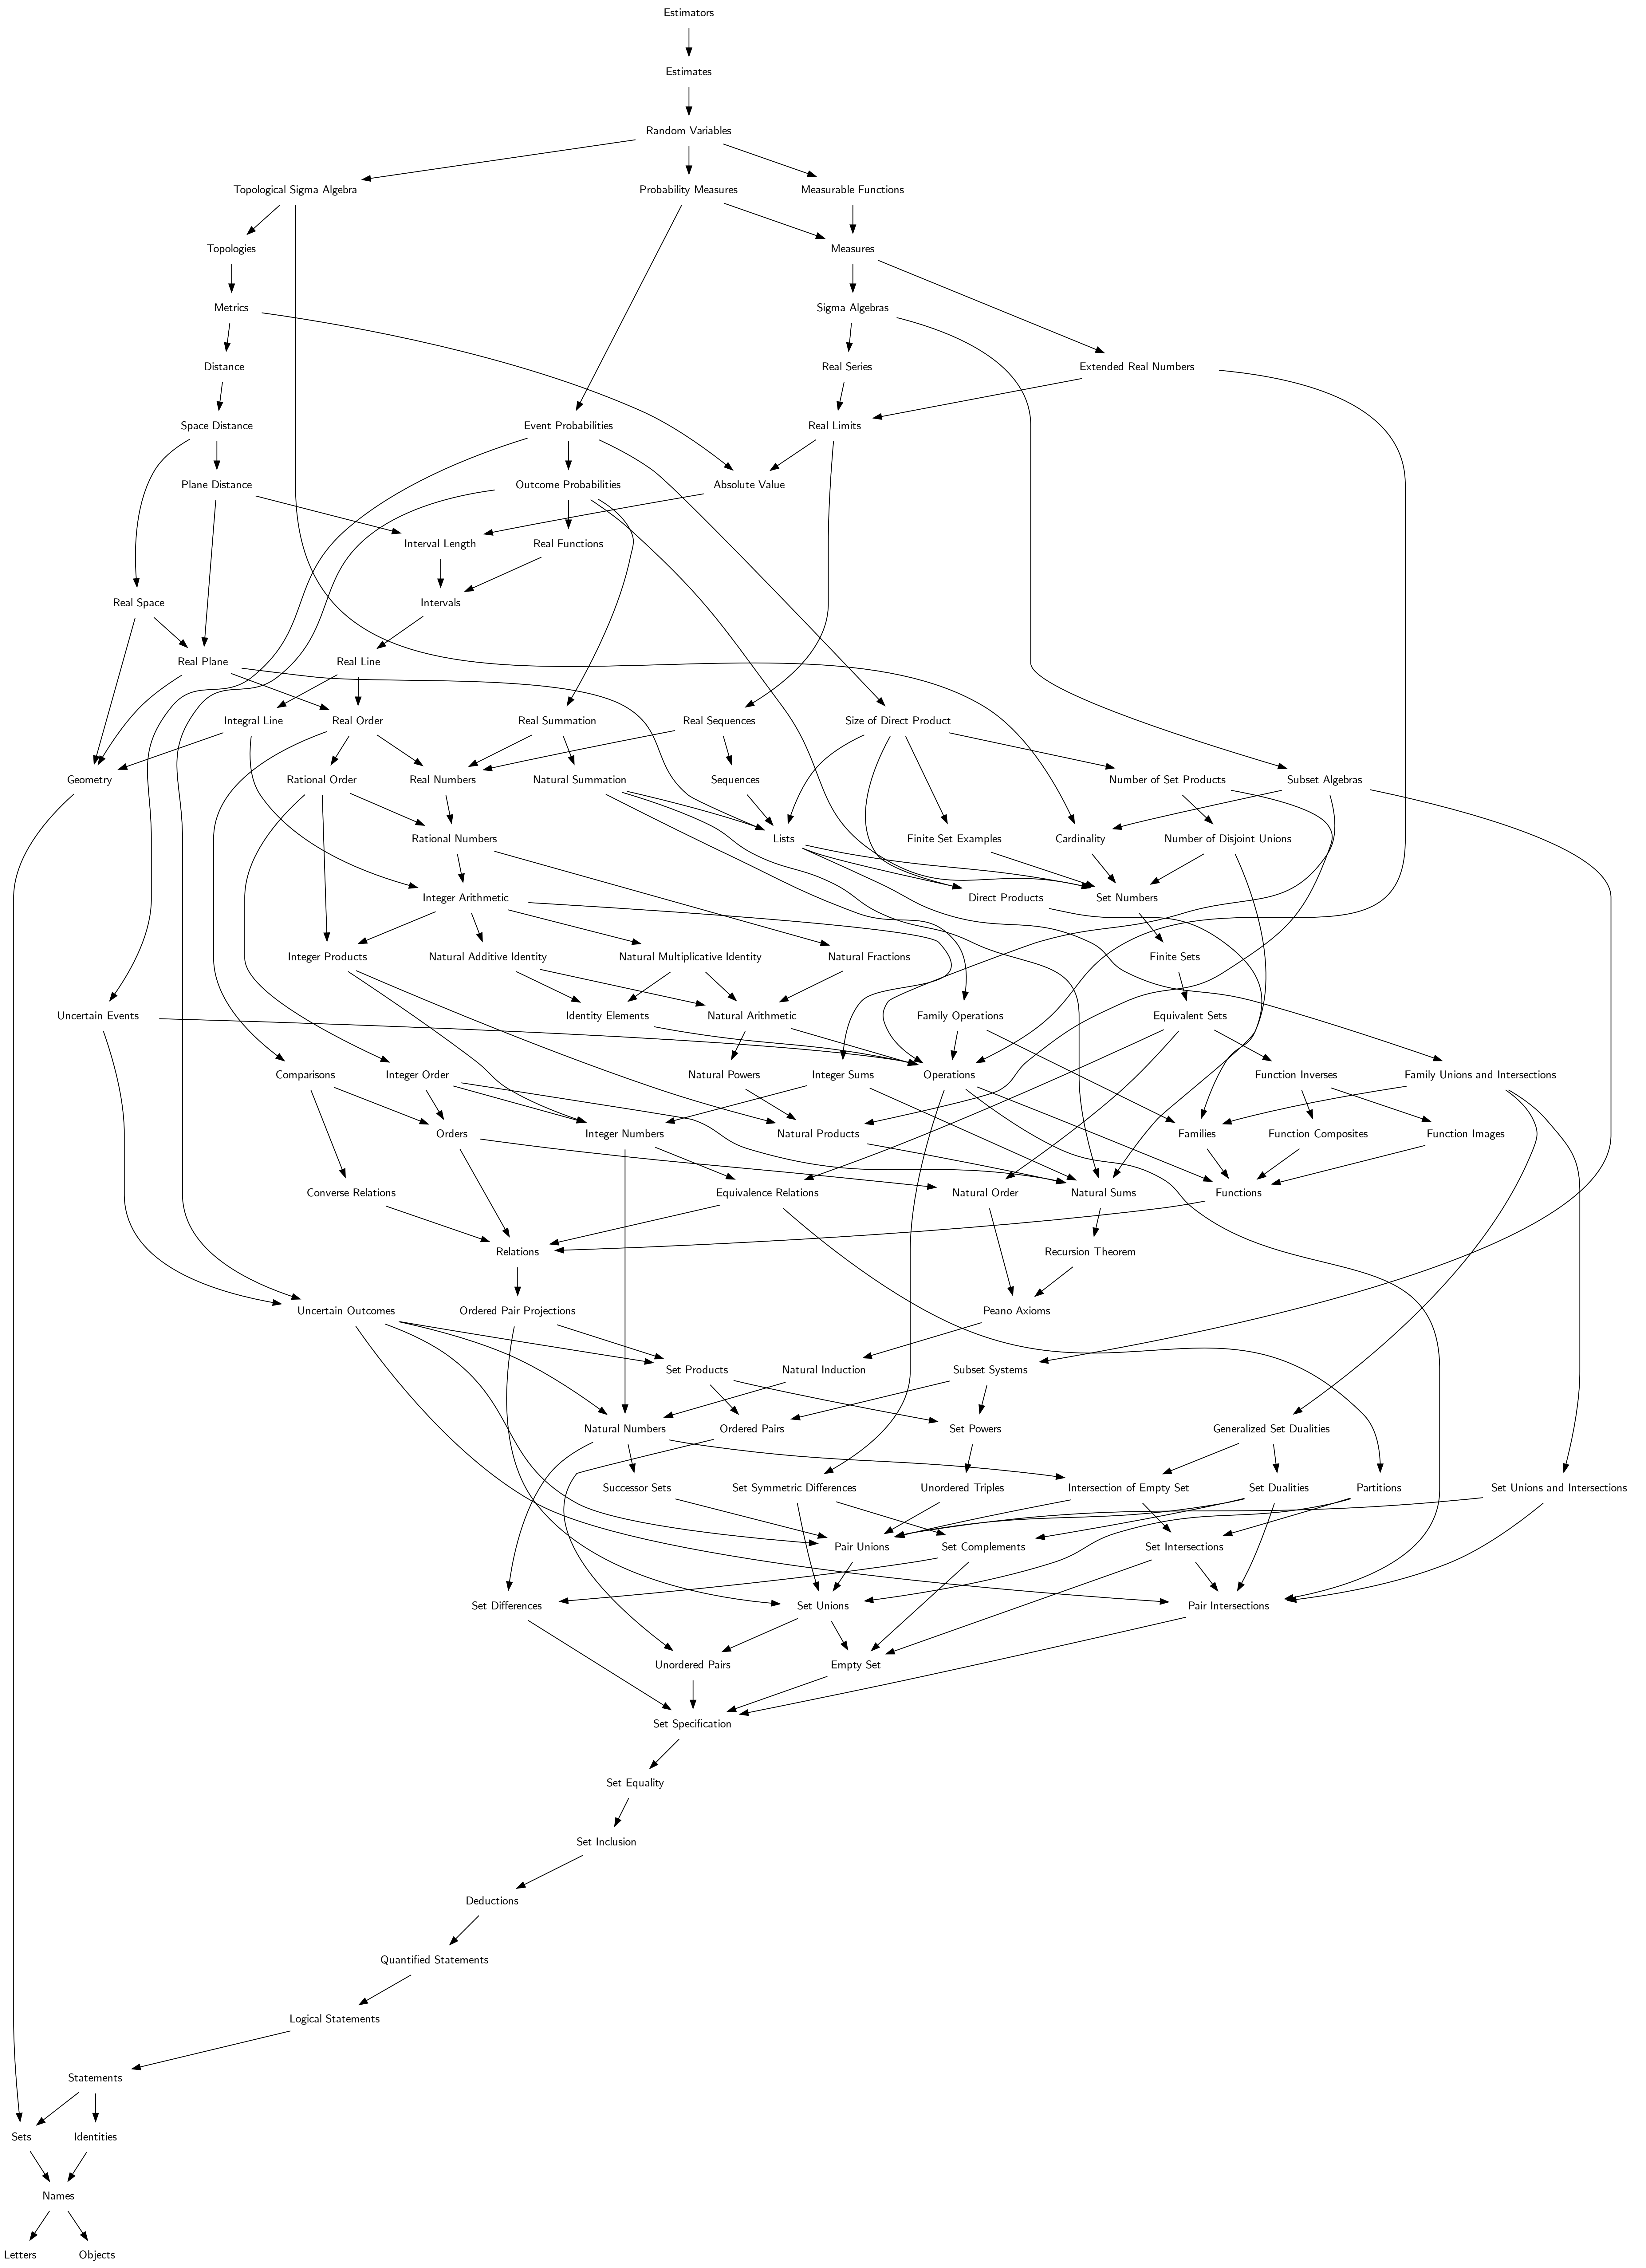 Estimators
Estimates
Random Variables
Topological Sigma Algebra
Probability Measures
Measurable Functions
Topologies
Measures
Metrics
Sigma Algebras
Distance
Real Series
Extended Real Numbers
Space Distance
Event Probabilities
Real Limits
Plane Distance
Outcome Probabilities
Absolute Value
Interval Length
Real Functions
Real Space
Intervals
Real Plane
Real Line
Integral Line
Real Order
Real Summation
Real Sequences
Size of Direct Product
Geometry
Rational Order
Real Numbers
Natural Summation
Sequences
Number of Set Products
Subset Algebras
Rational Numbers
Lists
Finite Set Examples
Cardinality
Number of Disjoint Unions
Integer Arithmetic
Direct Products
Set Numbers
Integer Products
Natural Additive Identity
Natural Multiplicative Identity
Natural Fractions
Finite Sets
Uncertain Events
Identity Elements
Natural Arithmetic
Family Operations
Equivalent Sets
Comparisons
Integer Order
Natural Powers
Integer Sums
Operations
Function Inverses
Family Unions and Intersections
Orders
Integer Numbers
Natural Products
Families
Function Composites
Function Images
Converse Relations
Equivalence Relations
Natural Order
Natural Sums
Functions
Relations
Recursion Theorem
Uncertain Outcomes
Ordered Pair Projections
Peano Axioms
Set Products
Natural Induction
Subset Systems
Natural Numbers
Ordered Pairs
Set Powers
Generalized Set Dualities
Successor Sets
Set Symmetric Differences
Unordered Triples
Intersection of Empty Set
Set Dualities
Partitions
Set Unions and Intersections
Pair Unions
Set Complements
Set Intersections
Set Differences
Set Unions
Pair Intersections
Unordered Pairs
Empty Set
Set Specification
Set Equality
Set Inclusion
Deductions
Quantified Statements
Logical Statements
Statements
Sets
Identities
Names
Letters
Objects